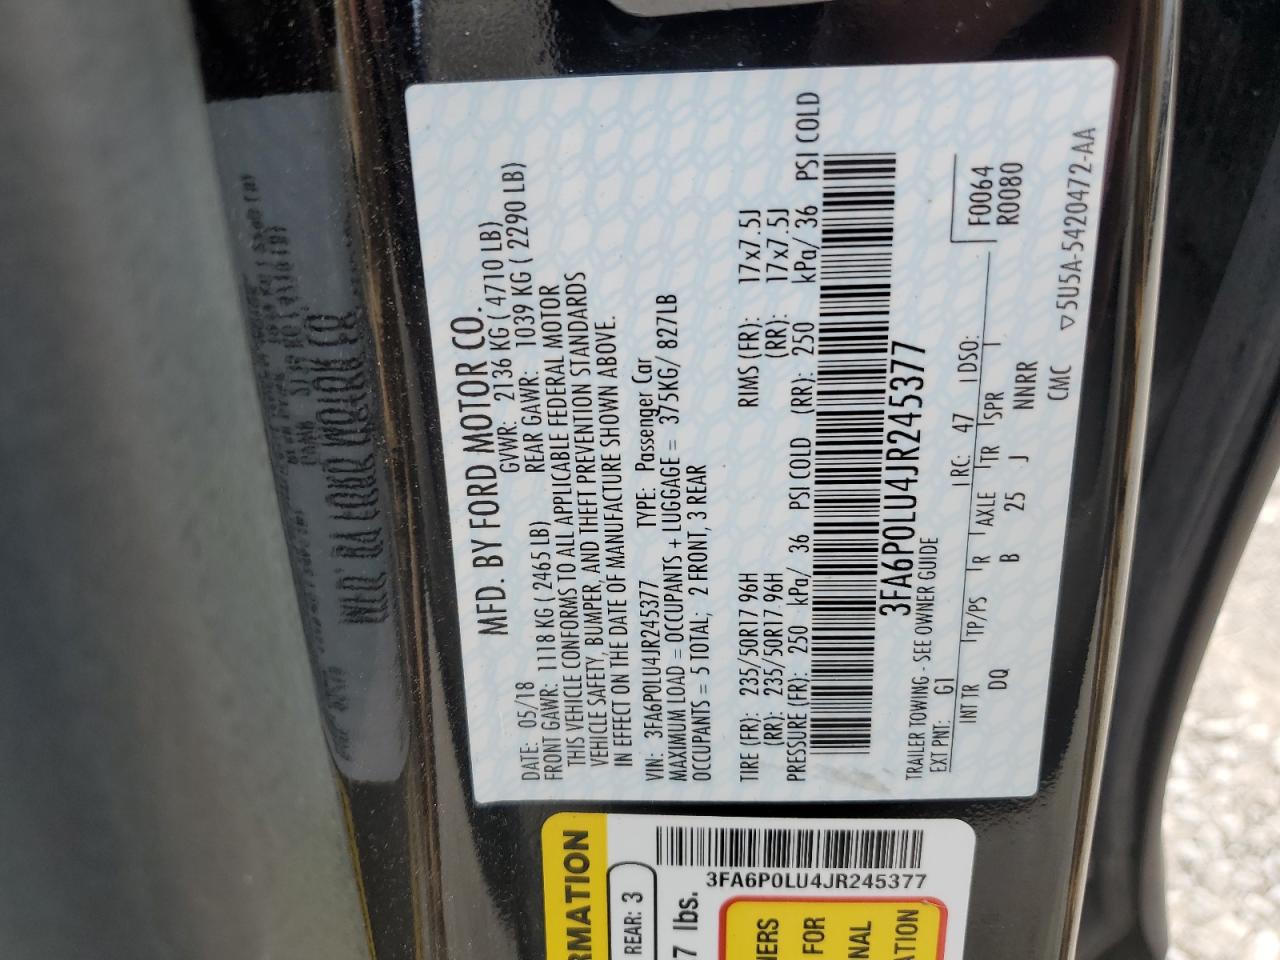 MFD. BY FORD MOTOR CO.
DATE: 05/18 GVWR: 2136 KG ( 4710 LB)
FRONT GAWR: 1118 KG ( 2465 LB) REAR GAWR: 1039 KG ( 2290 LB)
THIS VEHICLE CONFORMS TO ALL APPLICABLE FEDERAL MOTOR
VEHICLE SAFETY, BUMPER, AND THEFT PREVENTION STANDARDS
IN EFFECT ON THE DATE OF MANUFACTURE SHOWN ABOVE.
VIN: 3FA6P0LU4JR245377 TYPE: Passenger Car
MAXIMUM LOAD = OCCUPANTS + LUGGAGE = 375KG/ 827LB
OCCUPANTS = 5 TOTAL, 2 FRONT, 3 REAR
TIRE (FR): 235/50R17 96H RIMS (FR): 17x7.5J
(RR): 235/50R17 96H (RR): 17x7.5J
PRESSURE (FR): 250 kPa/ 36 PSI COLD (RR): 250 kPa/ 36 PSI COLD
3FA6P0LU4JR245377
TRAILER TOWING - SEE OWNER GUIDE
EXT PNT: G1 RC: 47 DSO: F0064
INT TR TP/PS R AXLE TR SPR R0080
DQ B 25 J NNRR
CMC ▽5U5A-5420472-AA
RMATION
REAR: 3
7 lbs.
3FA6P0LU4JR245377
NERS
FOR
NAL
ATION